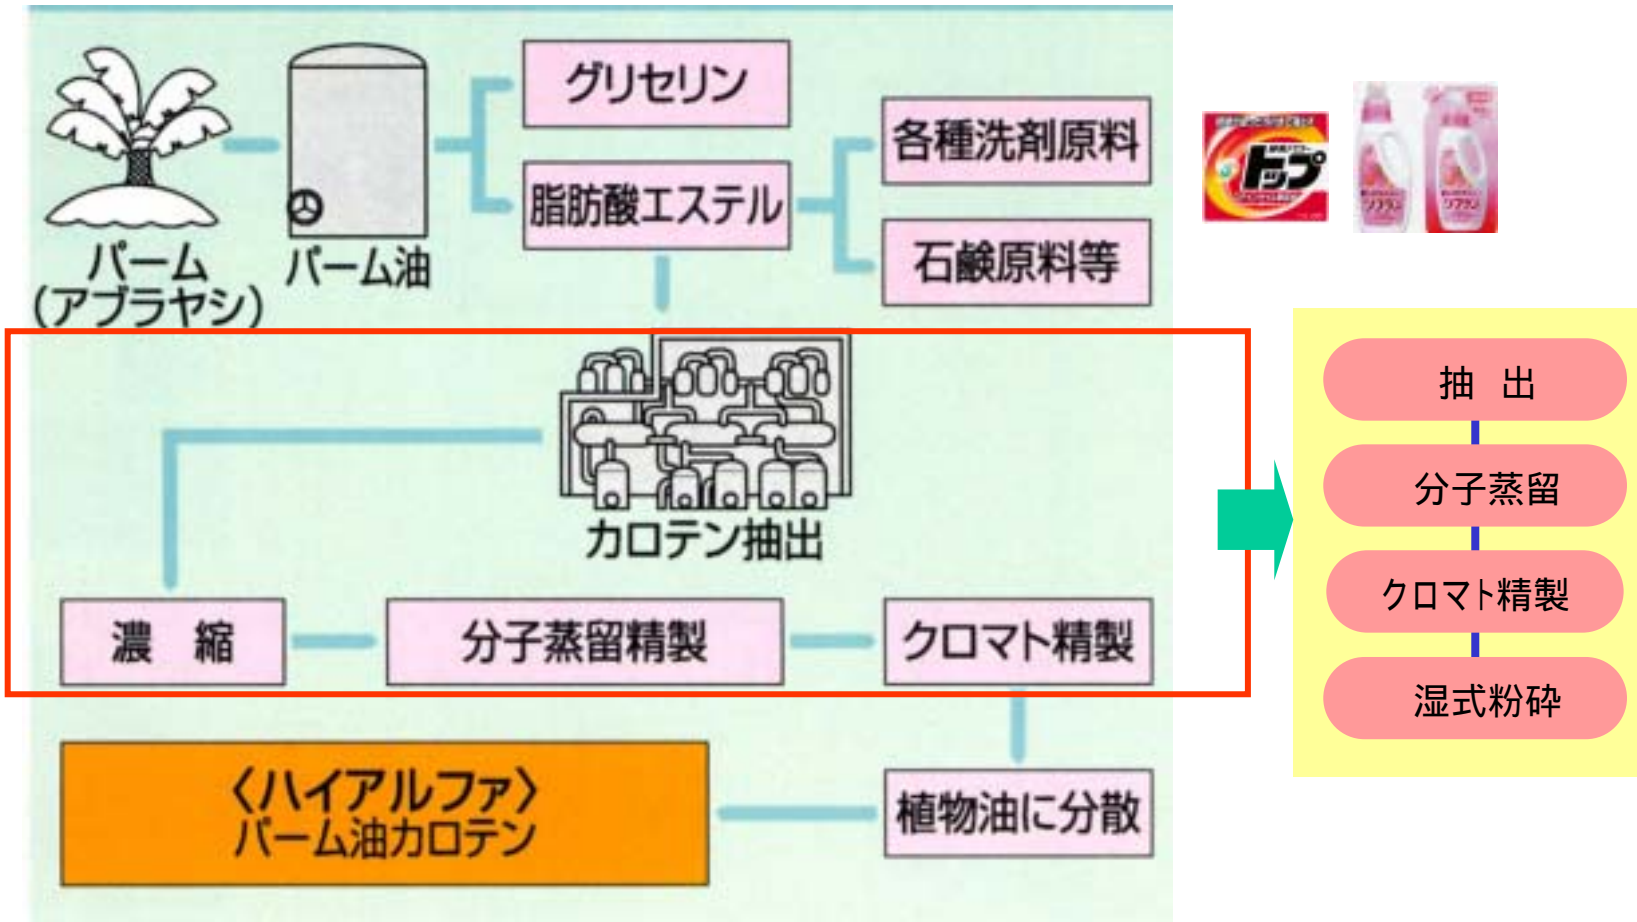 グリセリン
各種洗剤原料
脂肪酸エステル
石鹸原料等
パーム
(アブラヤシ)
パーム油
トップ
ソフラン
カロテン抽出
濃 縮
分子蒸留精製
クロマト精製
植物油に分散
〈ハイアルファ〉
パーム油カロテン
抽 出
分子蒸留
クロマト精製
湿式粉砕